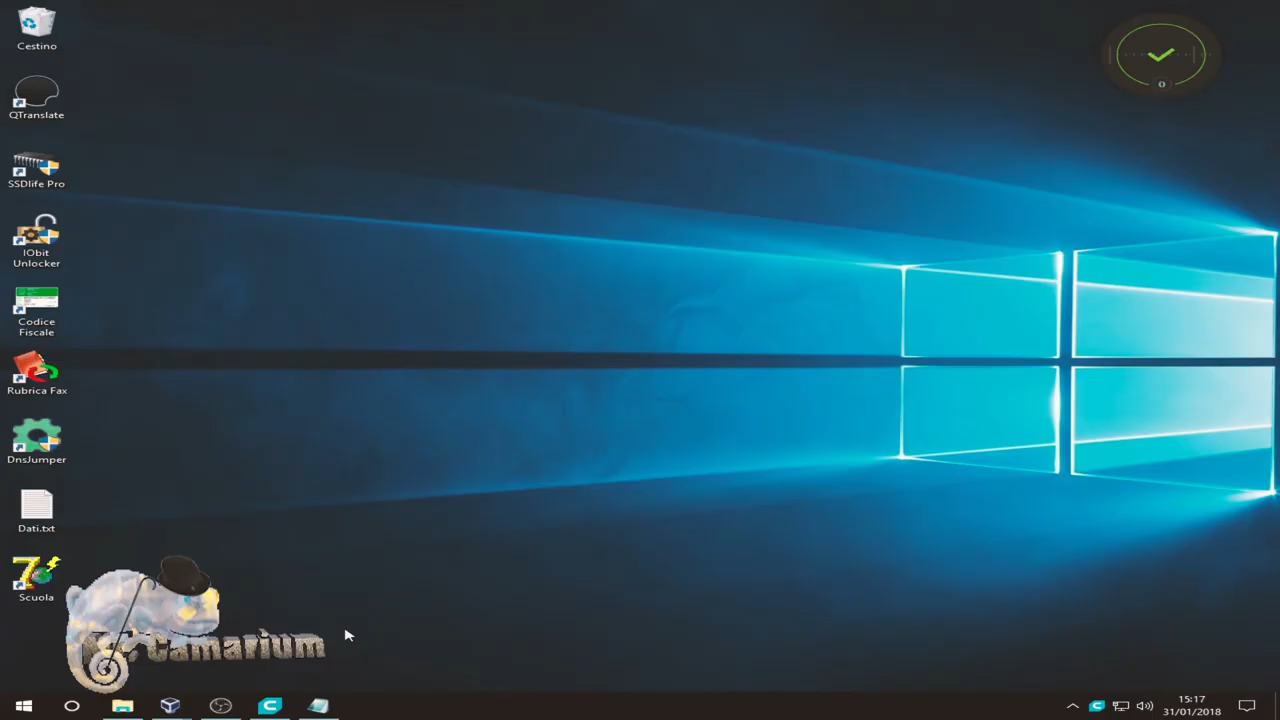 Cestino
QTranslate
SSDlife Pro
IObit
Unlocker
Codice
Fiscale
Rubrica Fax
DnsJumper
Dati.txt
Scuola
Camarium
0
15:17
31/01/2018